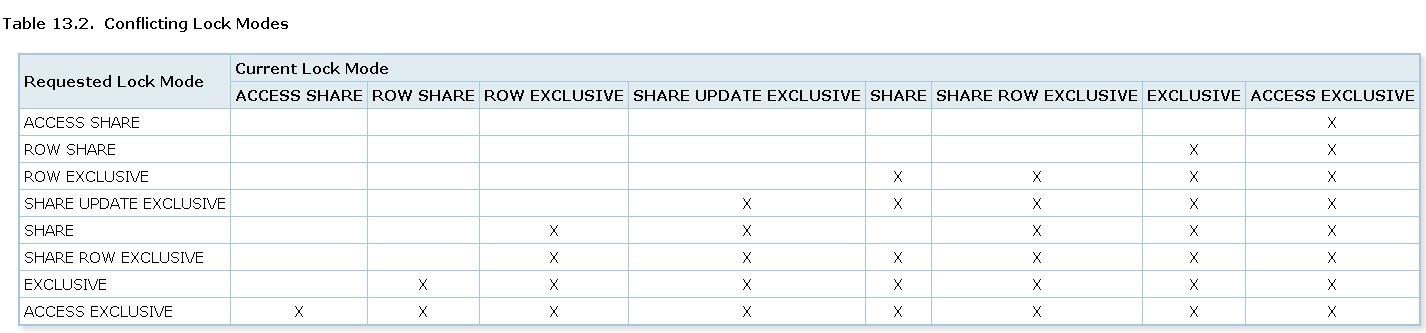 Table 13.2. Conflicting Lock Modes
Requested Lock Mode Current Lock Mode
ACCESS SHARE ROW SHARE ROW EXCLUSIVE SHARE UPDATE EXCLUSIVE SHARE SHARE ROW EXCLUSIVE EXCLUSIVE ACCESS EXCLUSIVE
ACCESS SHARE X
ROW SHARE X X
ROW EXCLUSIVE X X X X
SHARE UPDATE EXCLUSIVE X X X X X
SHARE X X X X X
SHARE ROW EXCLUSIVE X X X X X X
EXCLUSIVE X X X X X X X
ACCESS EXCLUSIVE X X X X X X X X